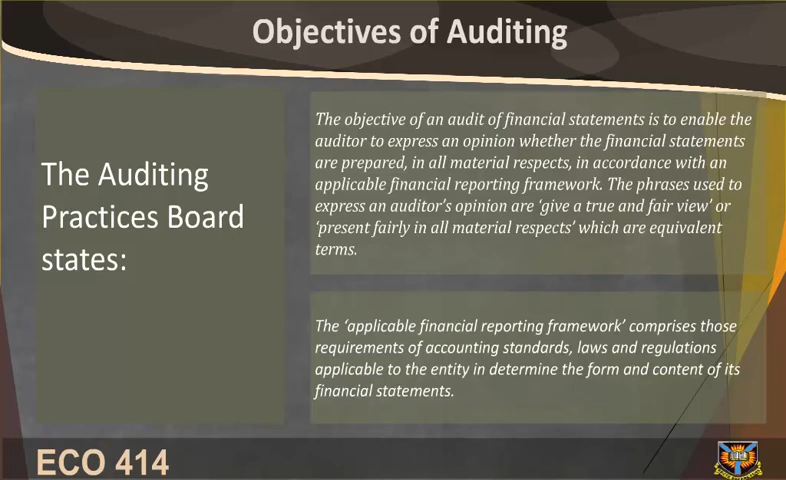 Objectives of Auditing
The Auditing
Practices Board
states:
The objective of an audit of financial statements is to enable the
auditor to express an opinion whether the financial statements
are prepared, in all material respects, in accordance with an
applicable financial reporting framework. The phrases used to
express an auditor's opinion are ‘give a true and fair view’ or
‘present fairly in all material respects’ which are equivalent
terms.
The ‘applicable financial reporting framework’ comprises those
requirements of accounting standards, laws and regulations
applicable to the entity in determine the form and content of its
financial statements.
ECO 414